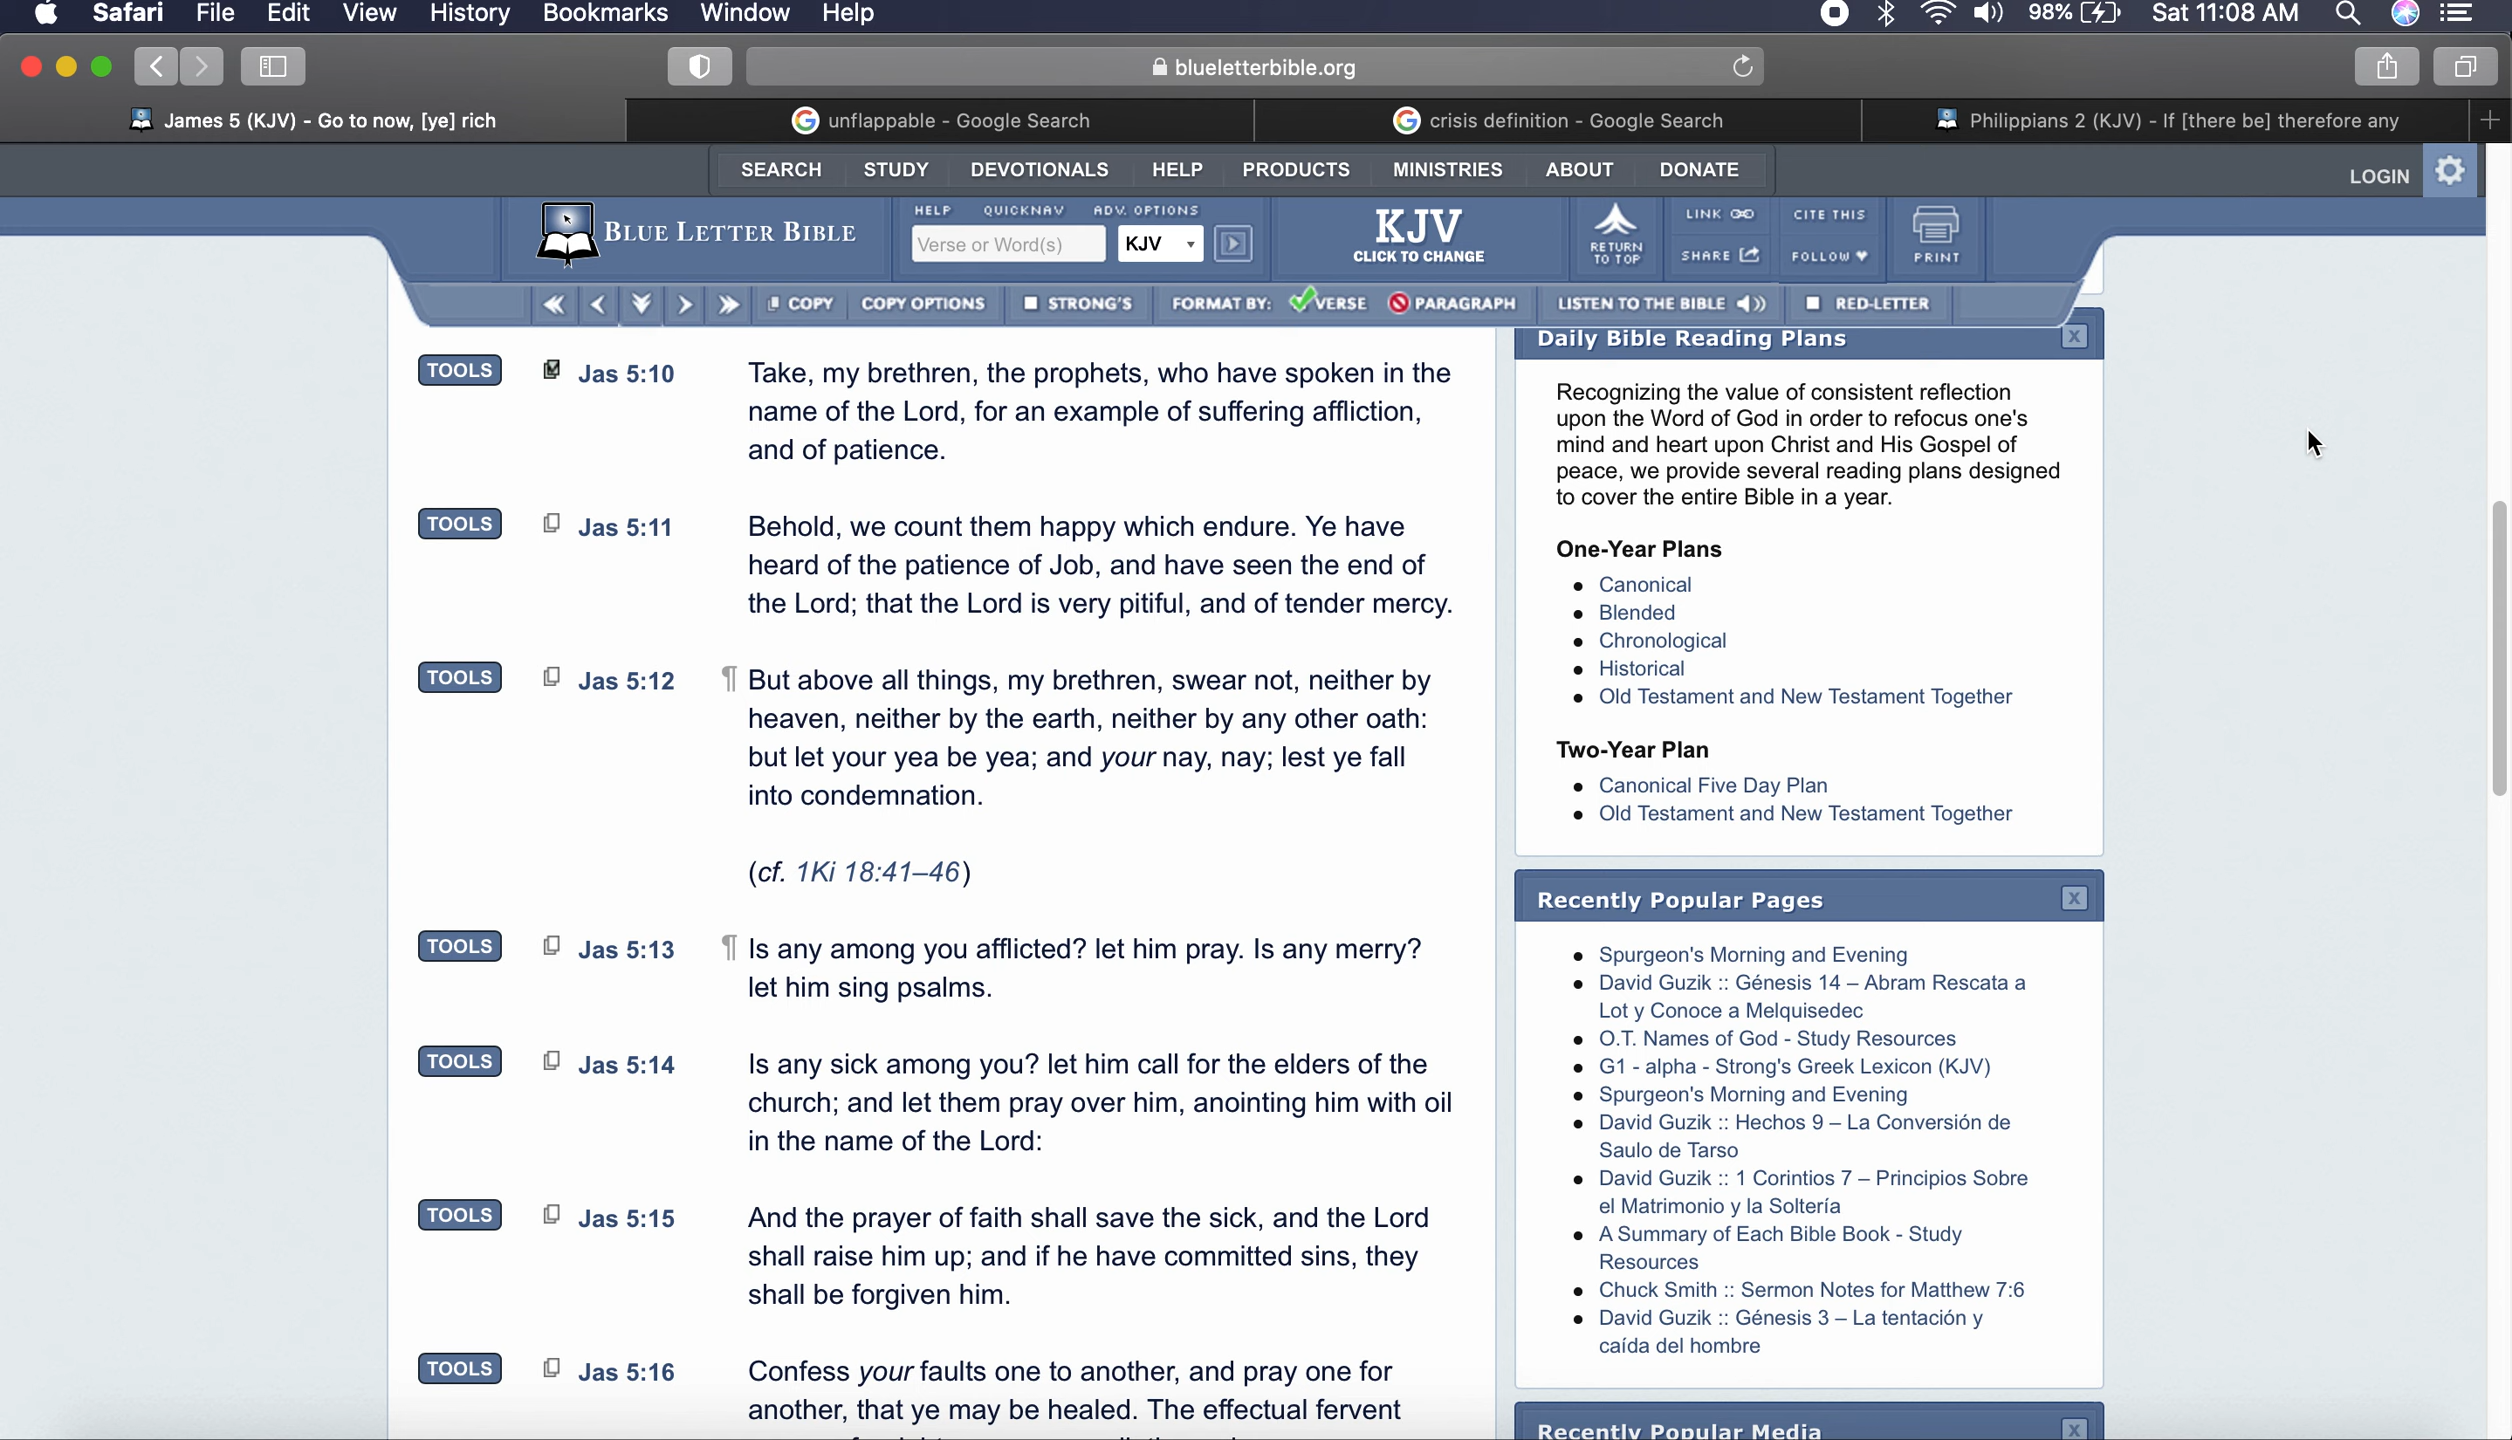 Safari File Edit View History Bookmarks Window Help 98% Sat 11:08 AM
blueletterbible.org
James 5 (KJV) - Go to now, [ye] rich
unflappable - Google Search
crisis definition - Google Search
Philippians 2 (KJV) - If [there be] therefore any
SEARCH STUDY DEVOTIONALS HELP PRODUCTS MINISTRIES ABOUT DONATE
LOGIN
BLUE LETTER BIBLE
HELP QUICKNAV ADV. OPTIONS
Verse or Word(s) KJV
KJV
CLICK TO CHANGE
RETURN
TO TOP
LINK
SHARE
CITE THIS
FOLLOW
PRINT
COPY COPY OPTIONS STRONG'S FORMAT BY: VERSE PARAGRAPH LISTEN TO THE BIBLE RED-LETTER
TOOLS Jas 5:10 Take, my brethren, the prophets, who have spoken in the
name of the Lord, for an example of suffering affliction,
and of patience.
TOOLS Jas 5:11 Behold, we count them happy which endure. Ye have
heard of the patience of Job, and have seen the end of
the Lord; that the Lord is very pitiful, and of tender mercy.
TOOLS Jas 5:12 ¶ But above all things, my brethren, swear not, neither by
heaven, neither by the earth, neither by any other oath:
but let your yea be yea; and your nay, nay; lest ye fall
into condemnation.
(cf. 1Ki 18:41–46)
TOOLS Jas 5:13 ¶ Is any among you afflicted? let him pray. Is any merry?
let him sing psalms.
TOOLS Jas 5:14 Is any sick among you? let him call for the elders of the
church; and let them pray over him, anointing him with oil
in the name of the Lord:
TOOLS Jas 5:15 And the prayer of faith shall save the sick, and the Lord
shall raise him up; and if he have committed sins, they
shall be forgiven him.
TOOLS Jas 5:16 Confess your faults one to another, and pray one for
another, that ye may be healed. The effectual fervent
Daily Bible Reading Plans X
Recognizing the value of consistent reflection
upon the Word of God in order to refocus one's
mind and heart upon Christ and His Gospel of
peace, we provide several reading plans designed
to cover the entire Bible in a year.
One-Year Plans
• Canonical
• Blended
• Chronological
• Historical
• Old Testament and New Testament Together
Two-Year Plan
• Canonical Five Day Plan
• Old Testament and New Testament Together
Recently Popular Pages X
• Spurgeon's Morning and Evening
• David Guzik :: Génesis 14 – Abram Rescata a
Lot y Conoce a Melquisedec
• O.T. Names of God - Study Resources
• G1 - alpha - Strong's Greek Lexicon (KJV)
• Spurgeon's Morning and Evening
• David Guzik :: Hechos 9 – La Conversión de
Saulo de Tarso
• David Guzik :: 1 Corintios 7 – Principios Sobre
el Matrimonio y la Soltería
• A Summary of Each Bible Book - Study
Resources
• Chuck Smith :: Sermon Notes for Matthew 7:6
• David Guzik :: Génesis 3 – La tentación y
caída del hombre
Recently Popular Media X